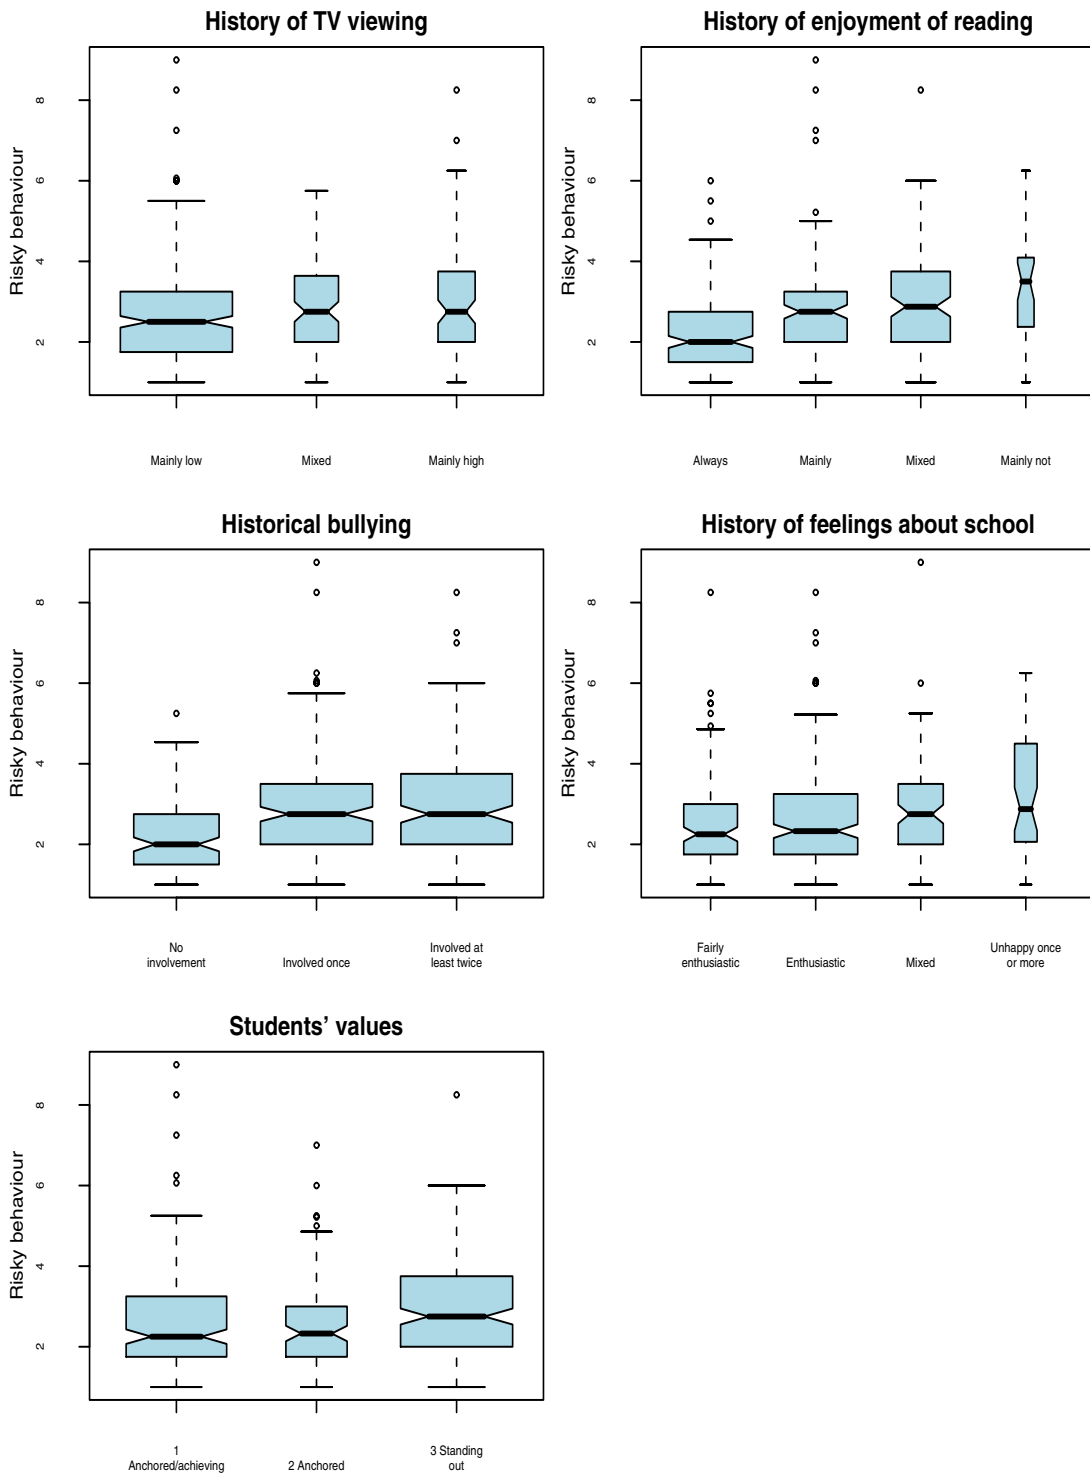 History of TV viewing
Risky behaviour
8
6
4
2
Mainly low Mixed Mainly high
History of enjoyment of reading
Risky behaviour
8
6
4
2
Always Mainly Mixed Mainly not
Historical bullying
Risky behaviour
8
6
4
2
No
involvement Involved once Involved at
least twice
History of feelings about school
Risky behaviour
8
6
4
2
Fairly
enthusiastic Enthusiastic Mixed Unhappy once
or more
Students’ values
Risky behaviour
8
6
4
2
1
Anchored/achieving 2 Anchored 3 Standing
out